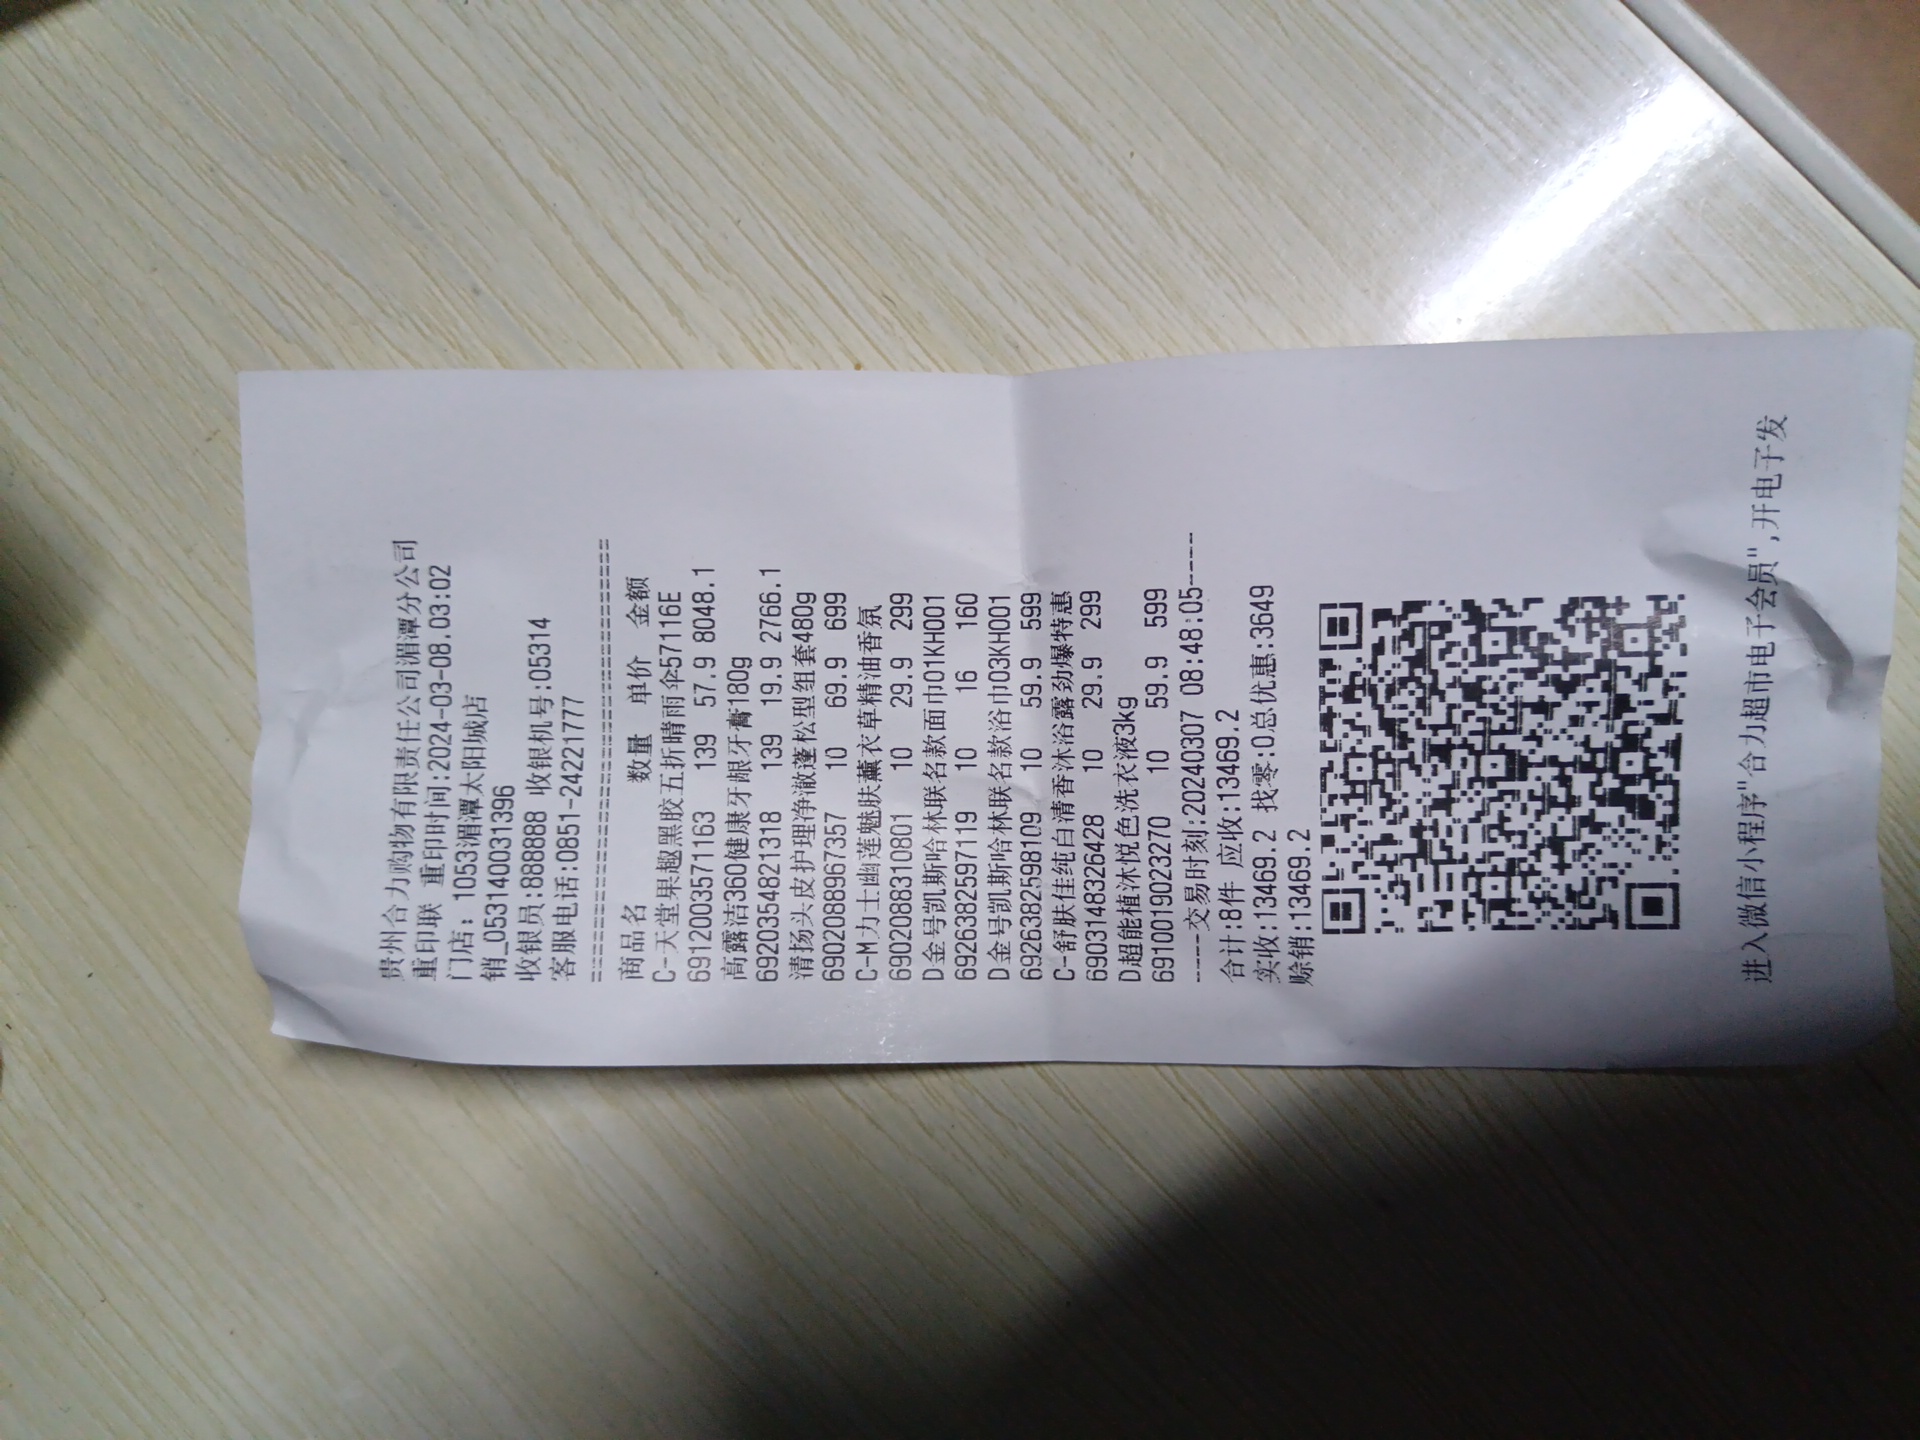 贵州合力购物有限责任公司湄潭分公司
重印联 重印时间:2024-03-08.03:02
门店: 1053湄潭太阳城店
销_053140031396
收银员:888888 收银机号:05314
客服电话:0851-24221777
================================
商品名 数量 单价 金额
C-天堂果趣黑胶五折晴雨伞57116E
6912003571163 139 57.9 8048.1
高露洁360健康牙龈牙膏180g
6920354821318 139 19.9 2766.1
清扬头皮护理净澈蓬松型组套480g
6902088967357 10 69.9 699
C-M力士幽莲魅肤薰衣草精油香氛
6902088310801 10 29.9 299
D金号凯斯哈林联名款面巾01KH001
6926382597119 10 16 160
D金号凯斯哈林联名款浴巾03KH001
6926382598109 10 59.9 599
C-舒肤佳纯白清香沐浴露劲爆特惠
6903148326428 10 29.9 299
D超能植沐悦色洗衣液3kg
6910019023270 10 59.9 599
----交易时刻:20240307 08:48:05----
合计:8件 应收:13469.2
实收:13469.2 找零:0总优惠:3649
赊销:13469.2
进入微信小程序"合力超市电子会员",开电子发